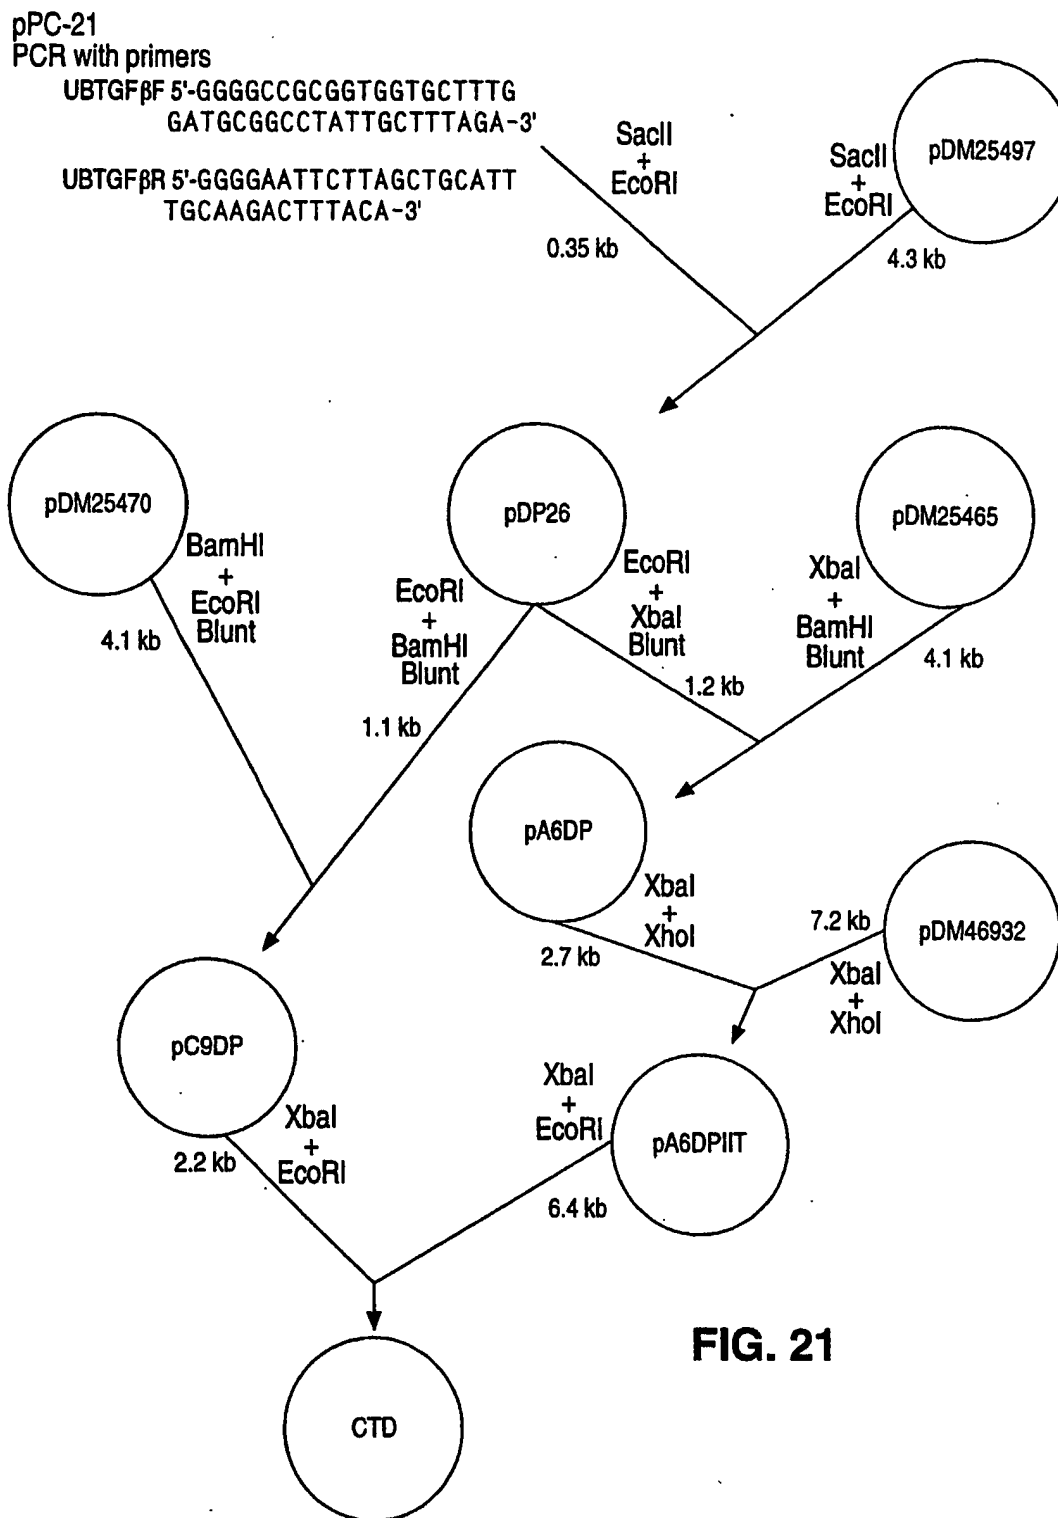 pPC-21
PCR with primers
UBTGFβF 5'-GGGGCCGCGGTGGTGCTTTG
GATGCGGCCTATTGCTTTAGA-3'
UBTGFβR 5'-GGGGAATTCTTAGCTGCATT
TGCAAGACTTTACA-3'
SacII
+
EcoRI
0.35 kb
pDM25497
SacII
+
EcoRI
4.3 kb
pDM25470
BamHI
+
EcoRI
Blunt
4.1 kb
pDP26
EcoRI
+
BamHI
Blunt
1.1 kb
EcoRI
+
XbaI
Blunt
1.2 kb
pDM25465
XbaI
+
BamHI
Blunt
4.1 kb
pA6DP
XbaI
+
XhoI
2.7 kb
pDM46932
7.2 kb
XbaI
+
XhoI
pC9DP
XbaI
+
EcoRI
2.2 kb
pA6DPIIT
XbaI
+
EcoRI
6.4 kb
CTD
FIG. 21